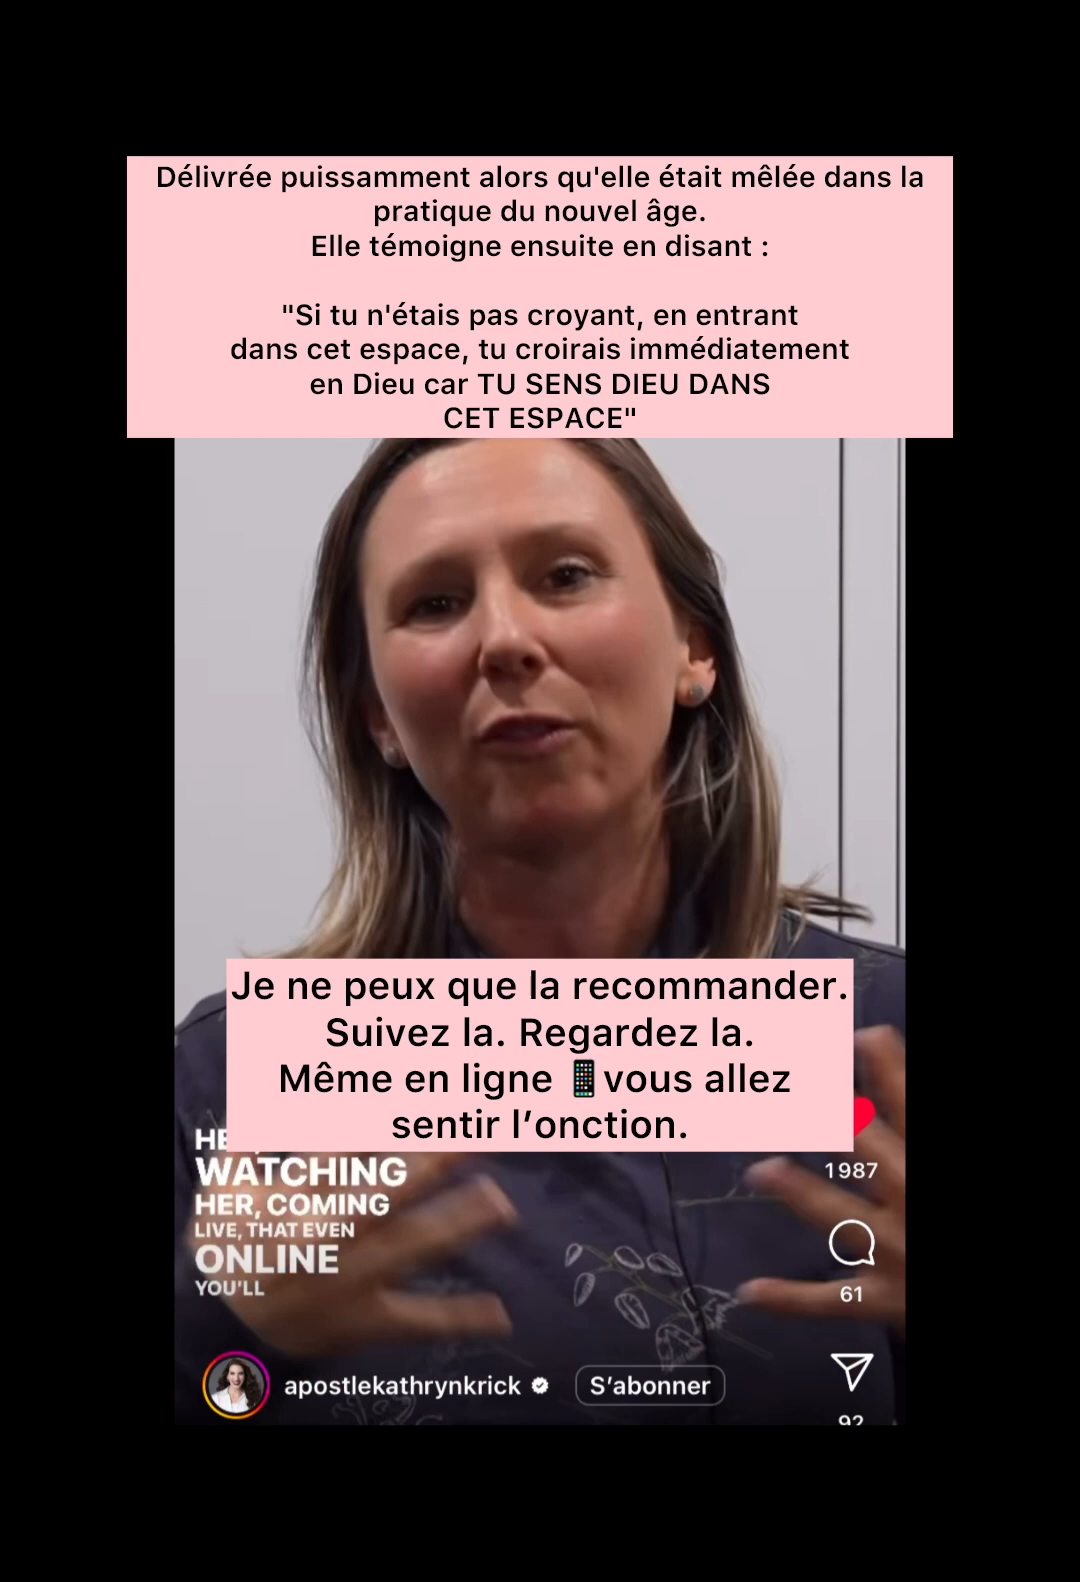 Délivrée puissamment alors qu'elle était mêlée dans la
pratique du nouvel âge.
Elle témoigne ensuite en disant :
"Si tu n'étais pas croyant, en entrant
dans cet espace, tu croirais immédiatement
en Dieu car TU SENS DIEU DANS
CET ESPACE"
Je ne peux que la recommander.
Suivez la. Regardez la.
Même en ligne 📱vous allez
sentir l’onction.
WATCHING
HER, COMING
LIVE, THAT EVEN
ONLINE
YOU'LL
1987
61
apostlekathrynkrick
S’abonner